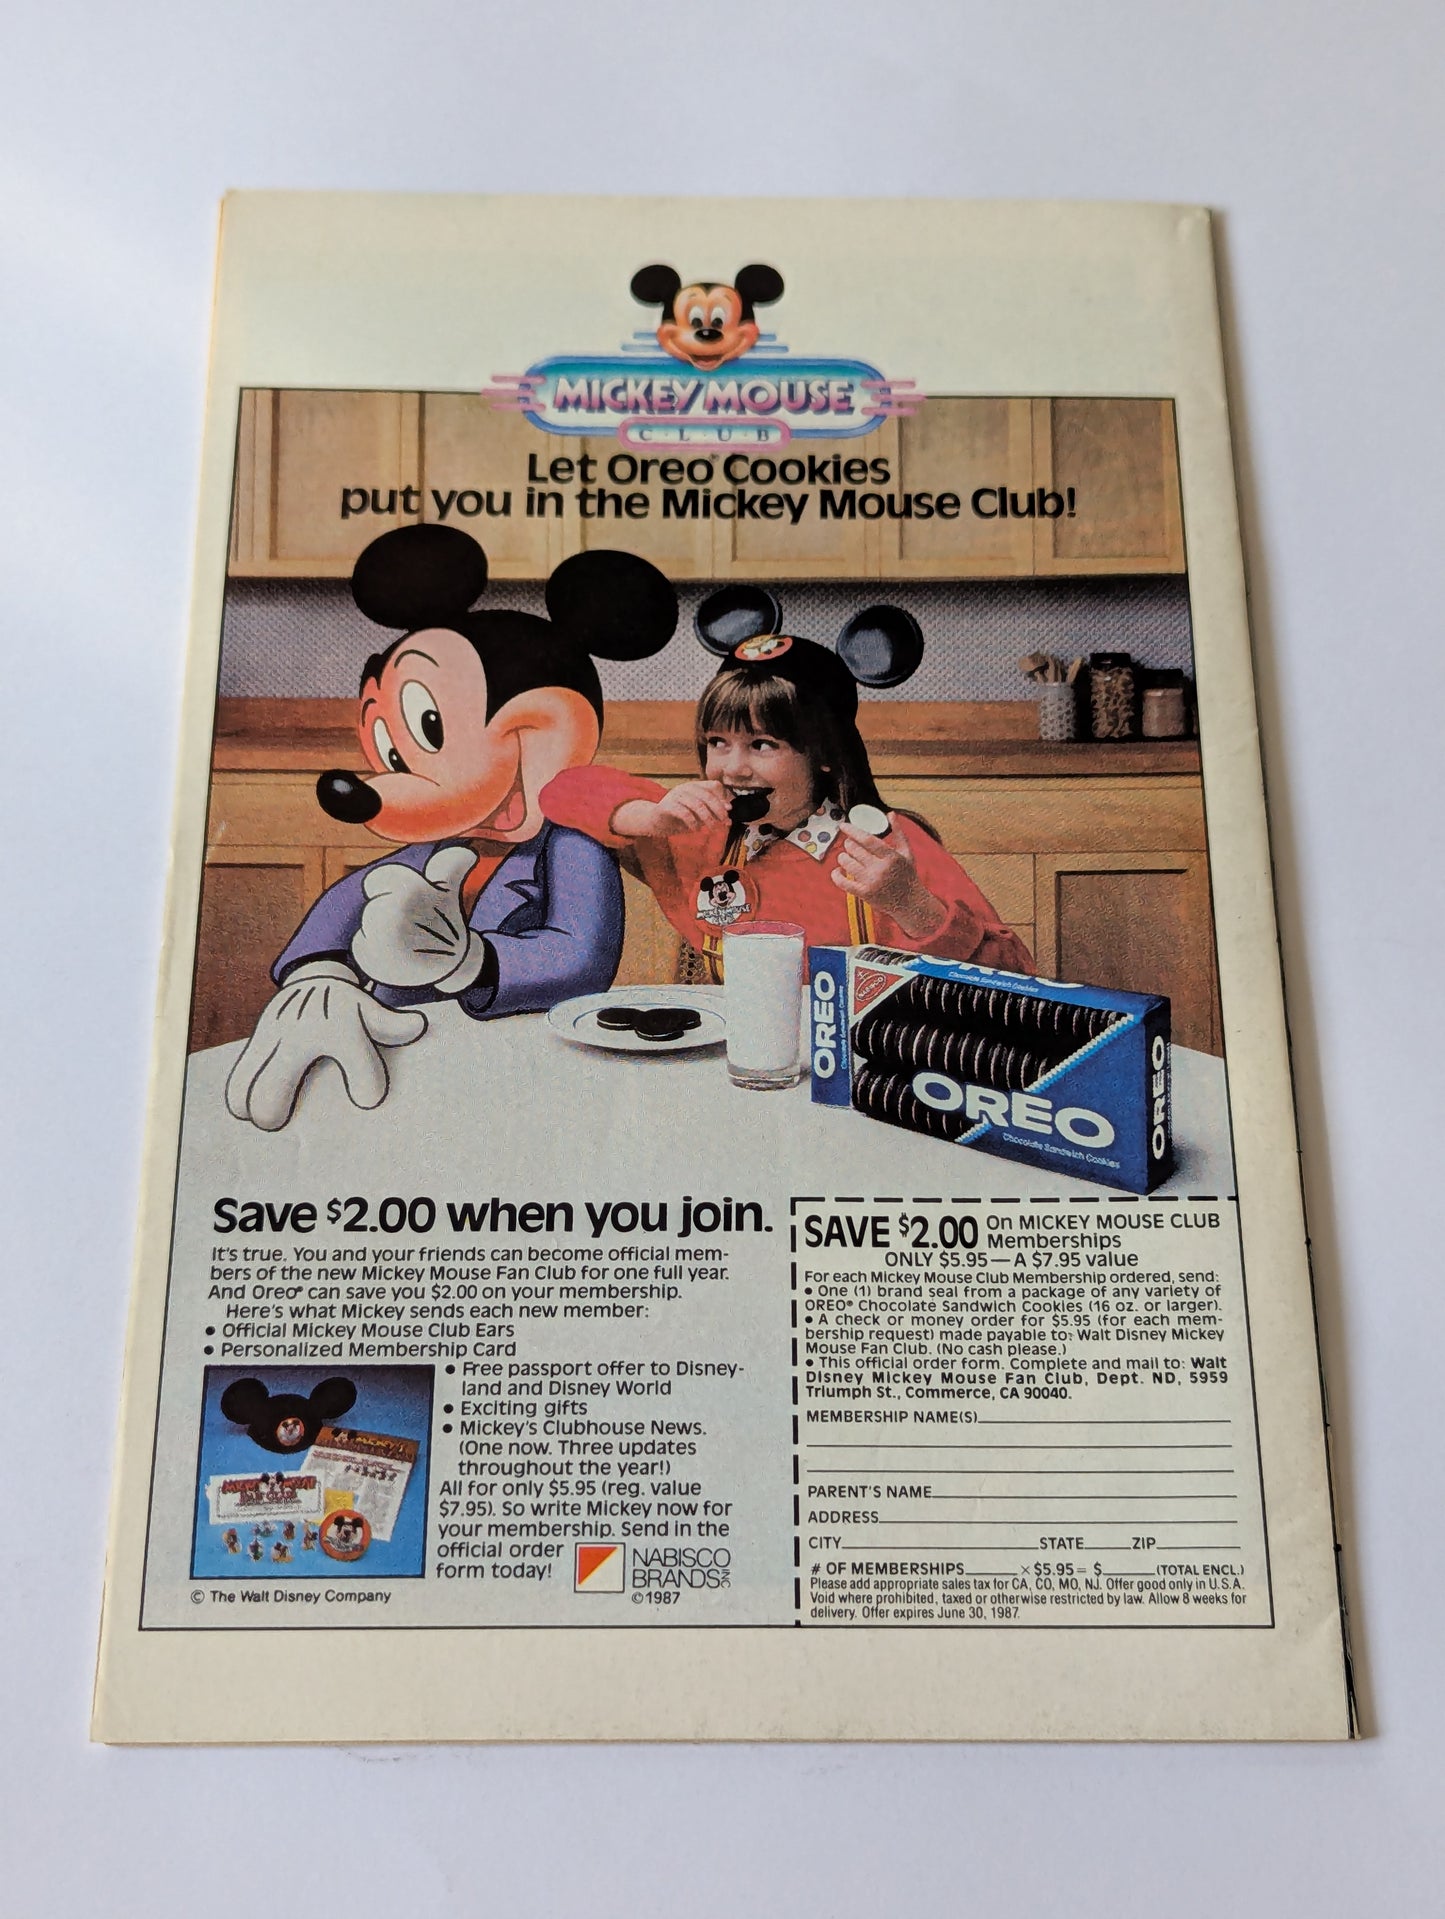 MICKEY MOUSE
C·L·U·B
Let Oreo® Cookies
put you in the Mickey Mouse Club!
MICKEY MOUSE
CLUB
OREO
Chocolate Sandwich Cookies
NABISCO
Chocolate Sandwich Cookies
OREO
Chocolate Sandwich Cookies
OREO
Save $2.00 when you join.
It's true. You and your friends can become official mem-
bers of the new Mickey Mouse Fan Club for one full year.
And Oreo® can save you $2.00 on your membership.
Here's what Mickey sends each new member:
• Official Mickey Mouse Club Ears
• Personalized Membership Card
• Free passport offer to Disney-
land and Disney World
• Exciting gifts
• Mickey's Clubhouse News.
(One now. Three updates
throughout the year!)
All for only $5.95 (reg. value
$7.95). So write Mickey now for
your membership. Send in the
official order
form today!
NABISCO
BRANDS INC
©1987
© The Walt Disney Company
SAVE $2.00 On MICKEY MOUSE CLUB
Memberships
ONLY $5.95—A $7.95 value
For each Mickey Mouse Club Membership ordered, send:
• One (1) brand seal from a package of any variety of
OREO® Chocolate Sandwich Cookies (16 oz. or larger).
• A check or money order for $5.95 (for each mem-
bership request) made payable to: Walt Disney Mickey
Mouse Fan Club. (No cash please.)
• This official order form. Complete and mail to: Walt
Disney Mickey Mouse Fan Club, Dept. ND, 5959
Triumph St., Commerce, CA 90040.
MEMBERSHIP NAME(S)
PARENT'S NAME
ADDRESS
CITY STATE ZIP
# OF MEMBERSHIPS × $5.95 = $ (TOTAL ENCL.)
Please add appropriate sales tax for CA, CO, MO, NJ. Offer good only in U.S.A.
Void where prohibited, taxed or otherwise restricted by law. Allow 8 weeks for
delivery. Offer expires June 30, 1987.